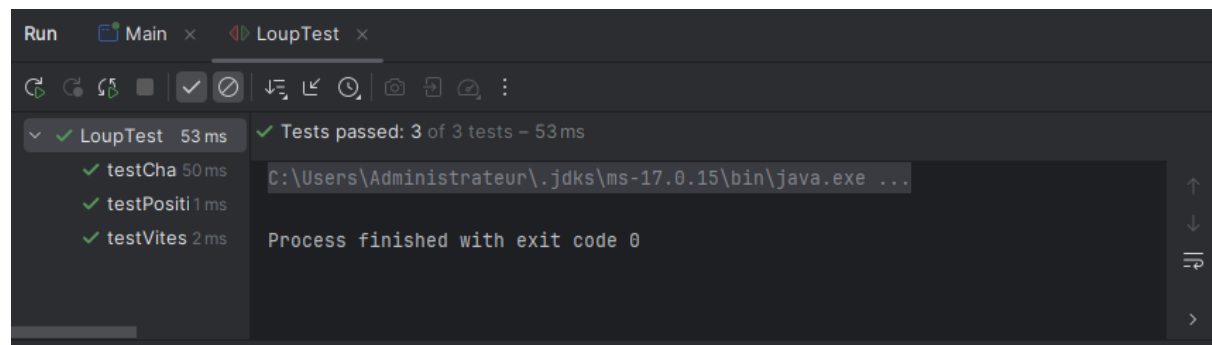 Run Main × LoupTest ×
LoupTest 53 ms
Tests passed: 3 of 3 tests – 53 ms
testCha 50 ms
testPositi 1 ms
testVites 2 ms
C:\Users\Administrateur\.jdks\ms-17.0.15\bin\java.exe ...
Process finished with exit code 0